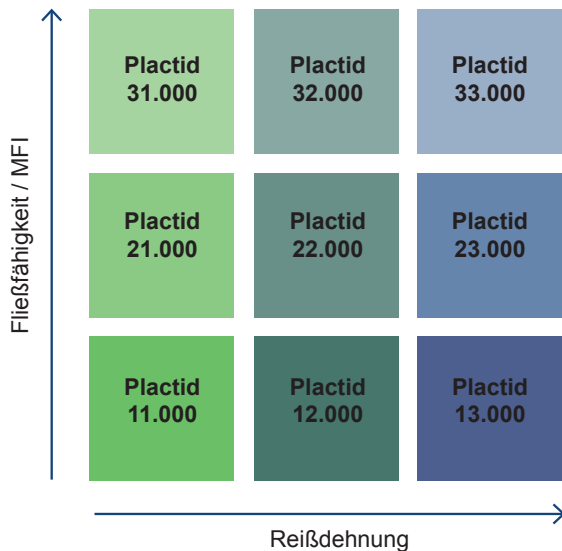 Fließfähigkeit / MFI
Plactid
31.000
Plactid
32.000
Plactid
33.000
Plactid
21.000
Plactid
22.000
Plactid
23.000
Plactid
11.000
Plactid
12.000
Plactid
13.000
Reißdehnung